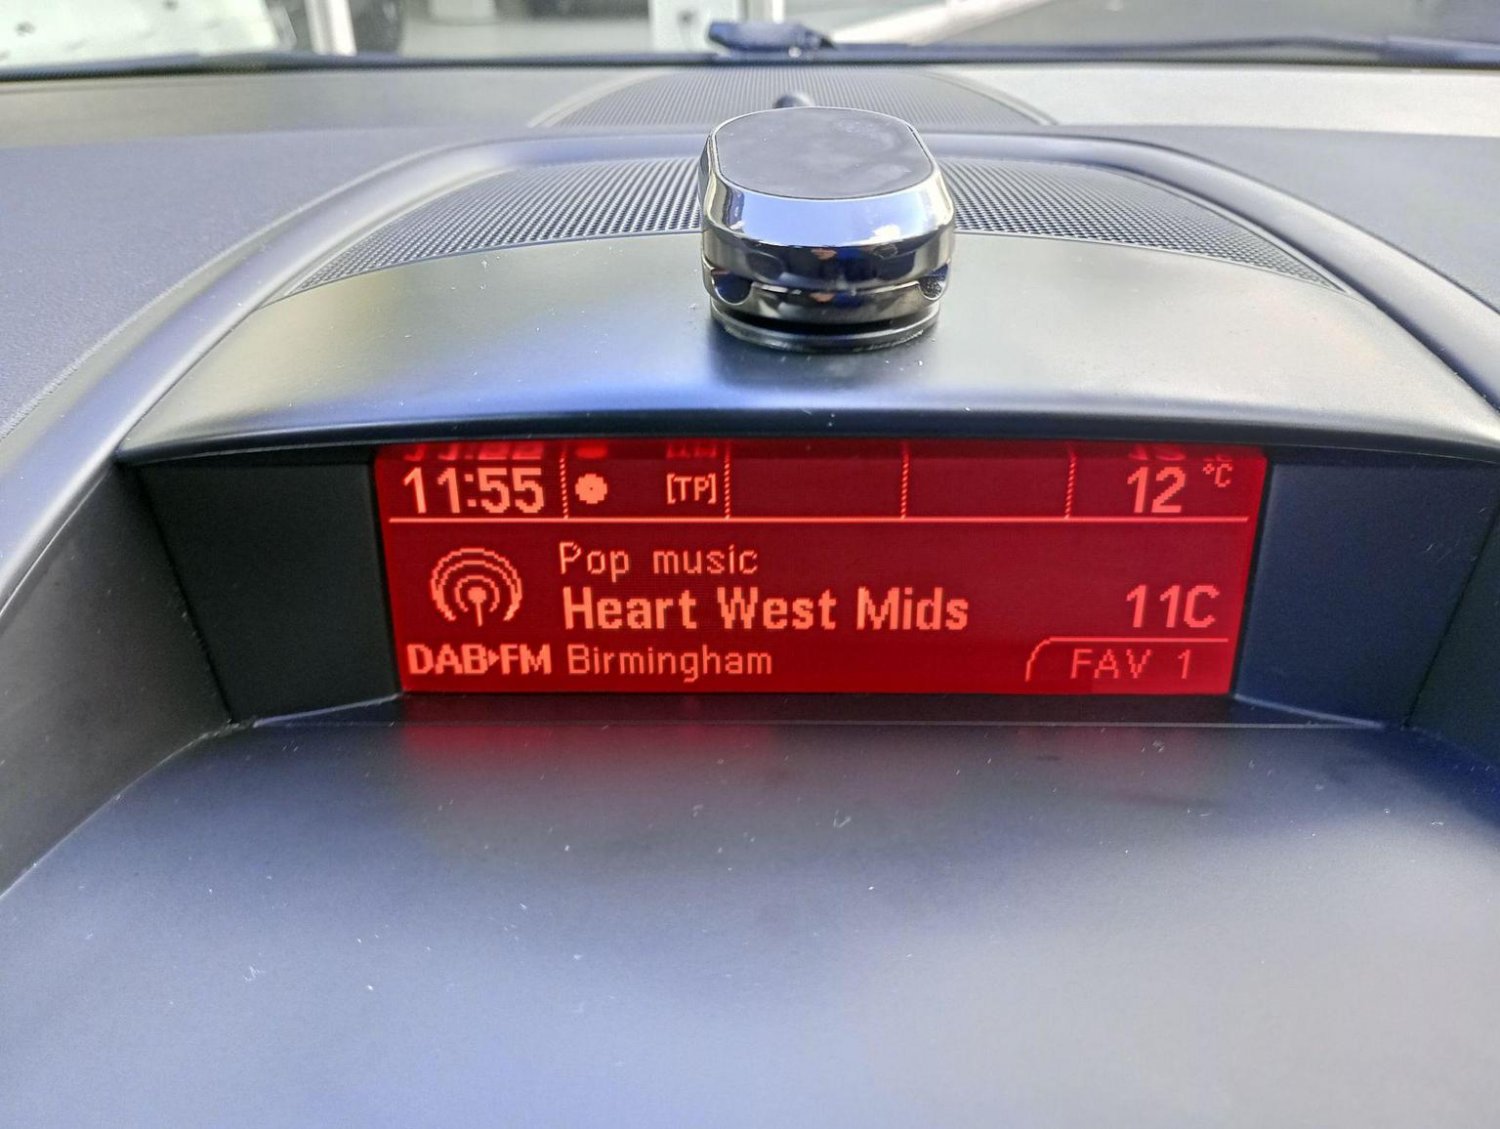 11:55 [TP] 12 °C
Pop music
Heart West Mids 11C
DAB▸FM Birmingham FAV 1